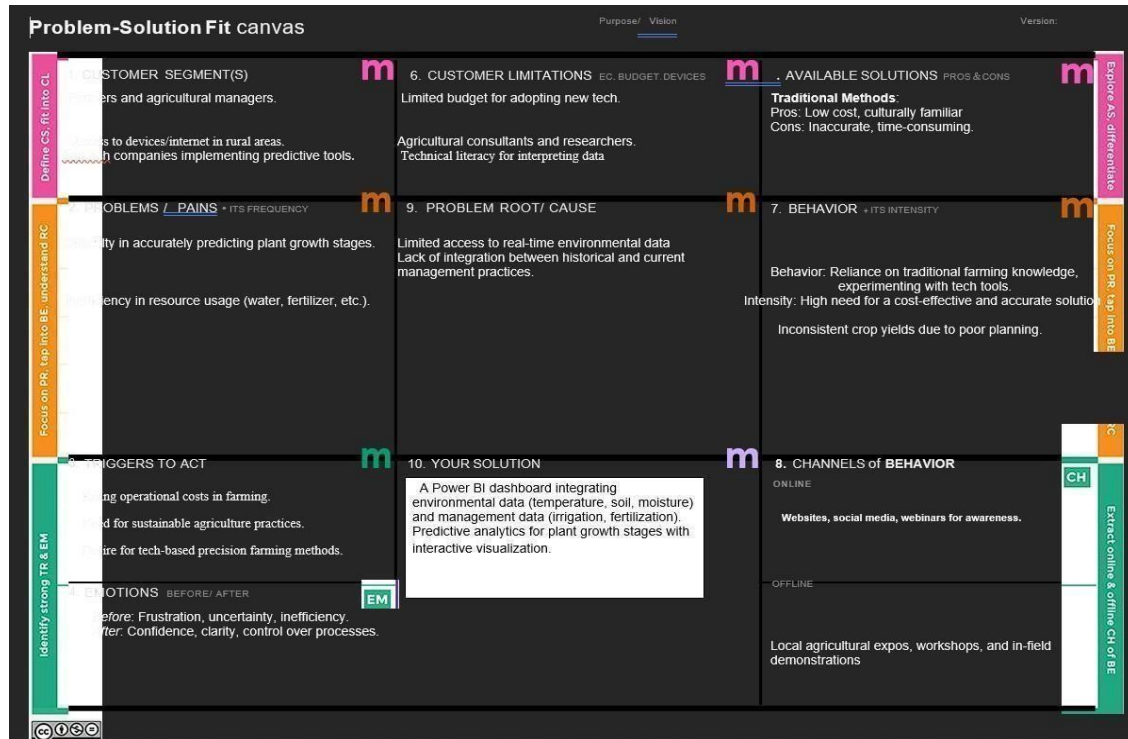 Problem-Solution Fit canvas
Purpose/ Vision
Version:
Define CS, fit into CL
CUSTOMER SEGMENT(S)
and agricultural managers.
to devices/internet in rural areas.
companies implementing predictive tools.
6. CUSTOMER LIMITATIONS EC. BUDGET. DEVICES
Limited budget for adopting new tech.
Agricultural consultants and researchers.
Technical literacy for interpreting data
. AVAILABLE SOLUTIONS PROS & CONS
Traditional Methods:
Pros: Low cost, culturally familiar
Cons: Inaccurate, time-consuming.
Explore AS, differentiate
Focus on PR, tap into BE, understand RC
2. PROBLEMS / PAINS + ITS FREQUENCY
in accurately predicting plant growth stages.
in resource usage (water, fertilizer, etc.).
9. PROBLEM ROOT/ CAUSE
Limited access to real-time environmental data
Lack of integration between historical and current
management practices.
7. BEHAVIOR + ITS INTENSITY
Behavior: Reliance on traditional farming knowledge,
experimenting with tech tools.
Intensity: High need for a cost-effective and accurate solution
Inconsistent crop yields due to poor planning.
Focus on PR, tap into BE
RC
Identify strong TR & EM
TRIGGERS TO ACT
operational costs in farming.
for sustainable agriculture practices.
for tech-based precision farming methods.
4. EMOTIONS BEFORE/ AFTER
EM
Before: Frustration, uncertainty, inefficiency.
After: Confidence, clarity, control over processes.
10. YOUR SOLUTION
A Power BI dashboard integrating
environmental data (temperature, soil, moisture)
and management data (irrigation, fertilization).
Predictive analytics for plant growth stages with
interactive visualization.
8. CHANNELS of BEHAVIOR
CH
ONLINE
Websites, social media, webinars for awareness.
OFFLINE
Local agricultural expos, workshops, and in-field
demonstrations
Extract online & offline CH of BE